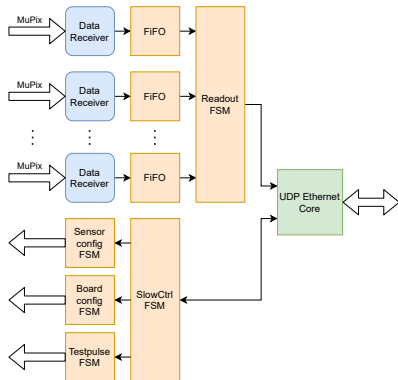 MuPix
Data
Receiver
FiFO
MuPix
Data
Receiver
FiFO
Readout
FSM
MuPix
Data
Receiver
FiFO
UDP Ethernet
Core
Sensor
config
FSM
Board
config
FSM
SlowCtrl
FSM
Testpulse
FSM